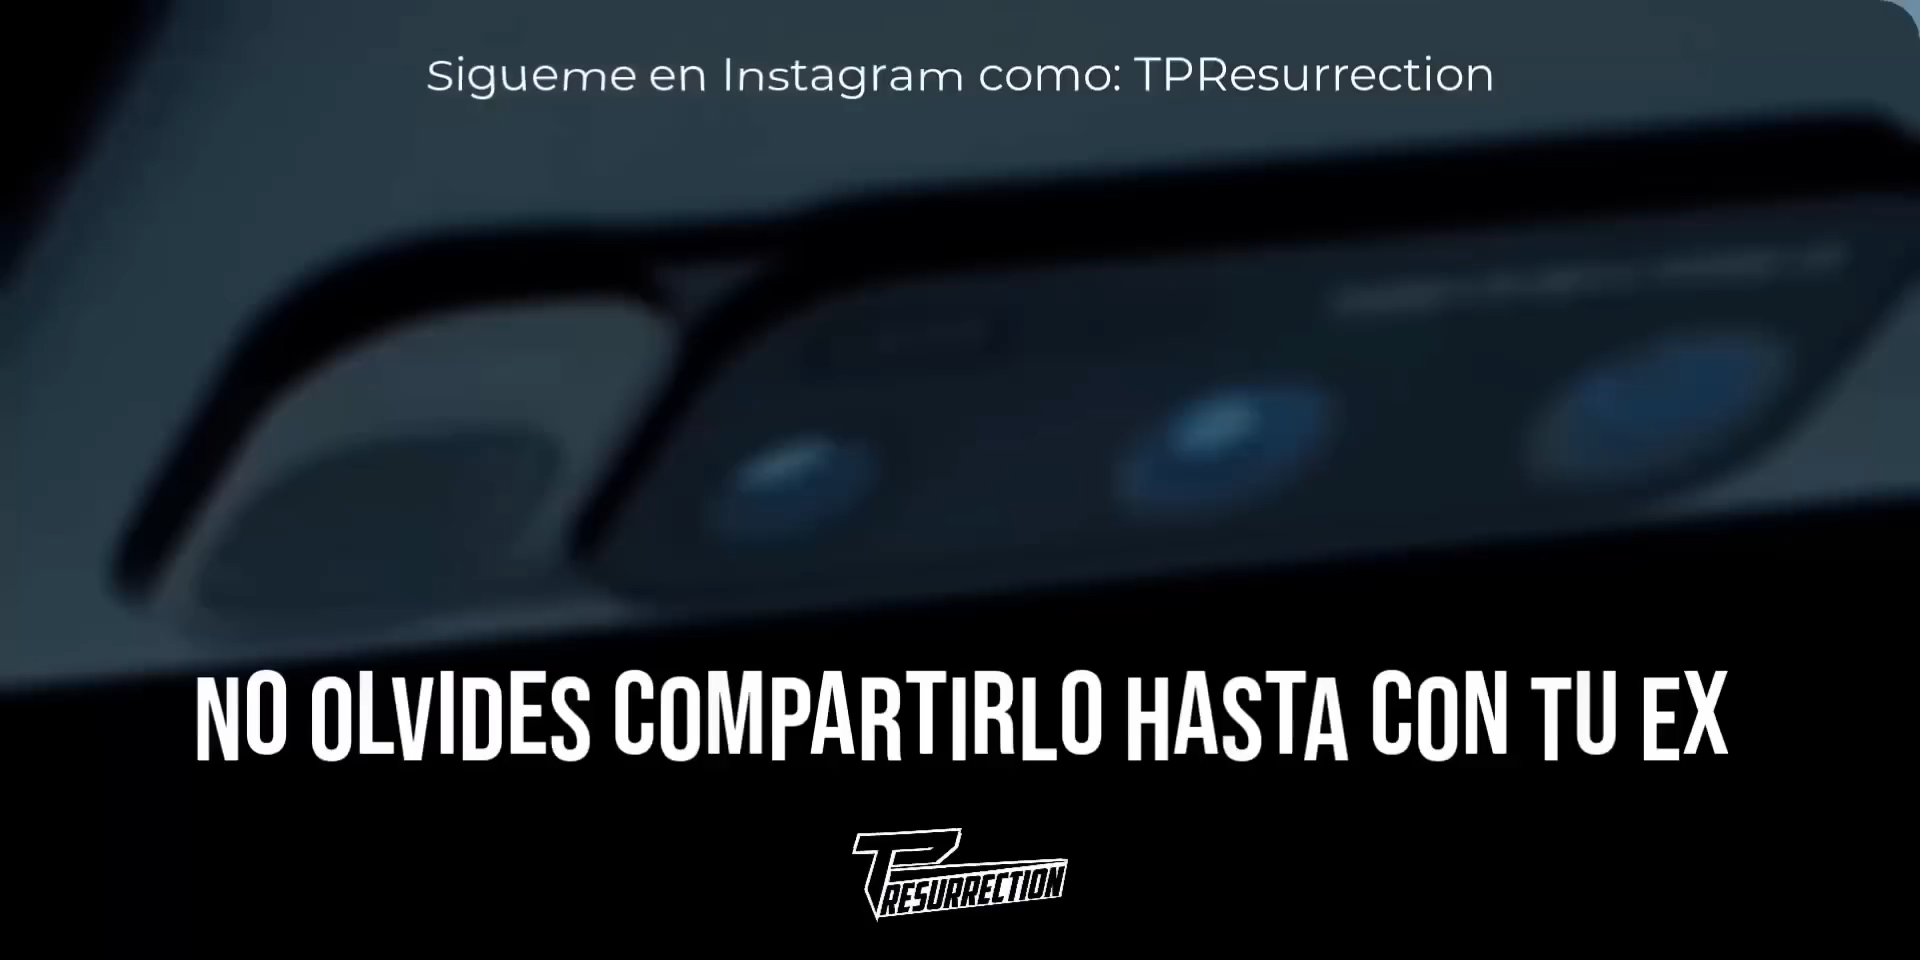 Sigueme en Instagram como: TPResurrection
NO OLVIDES COMPARTIRLO HASTA CON TU EX
TP
RESURRECTION